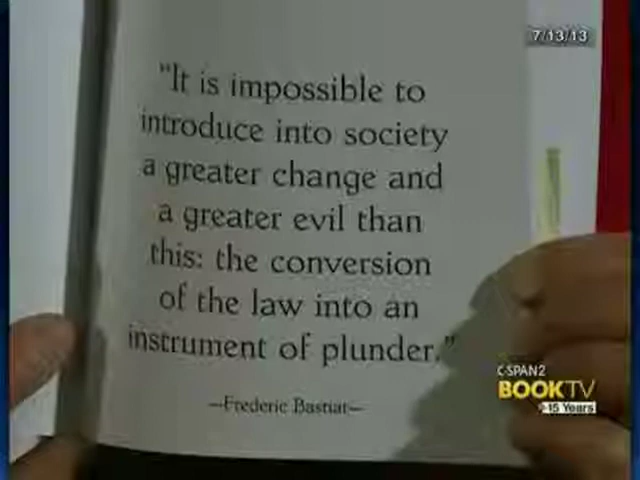 7/13/13
"It is impossible to
introduce into society
a greater change and
a greater evil than
this: the conversion
of the law into an
instrument of plunder."
—Frederic Bastiat—
C-SPAN2
BOOKTV
15 Years